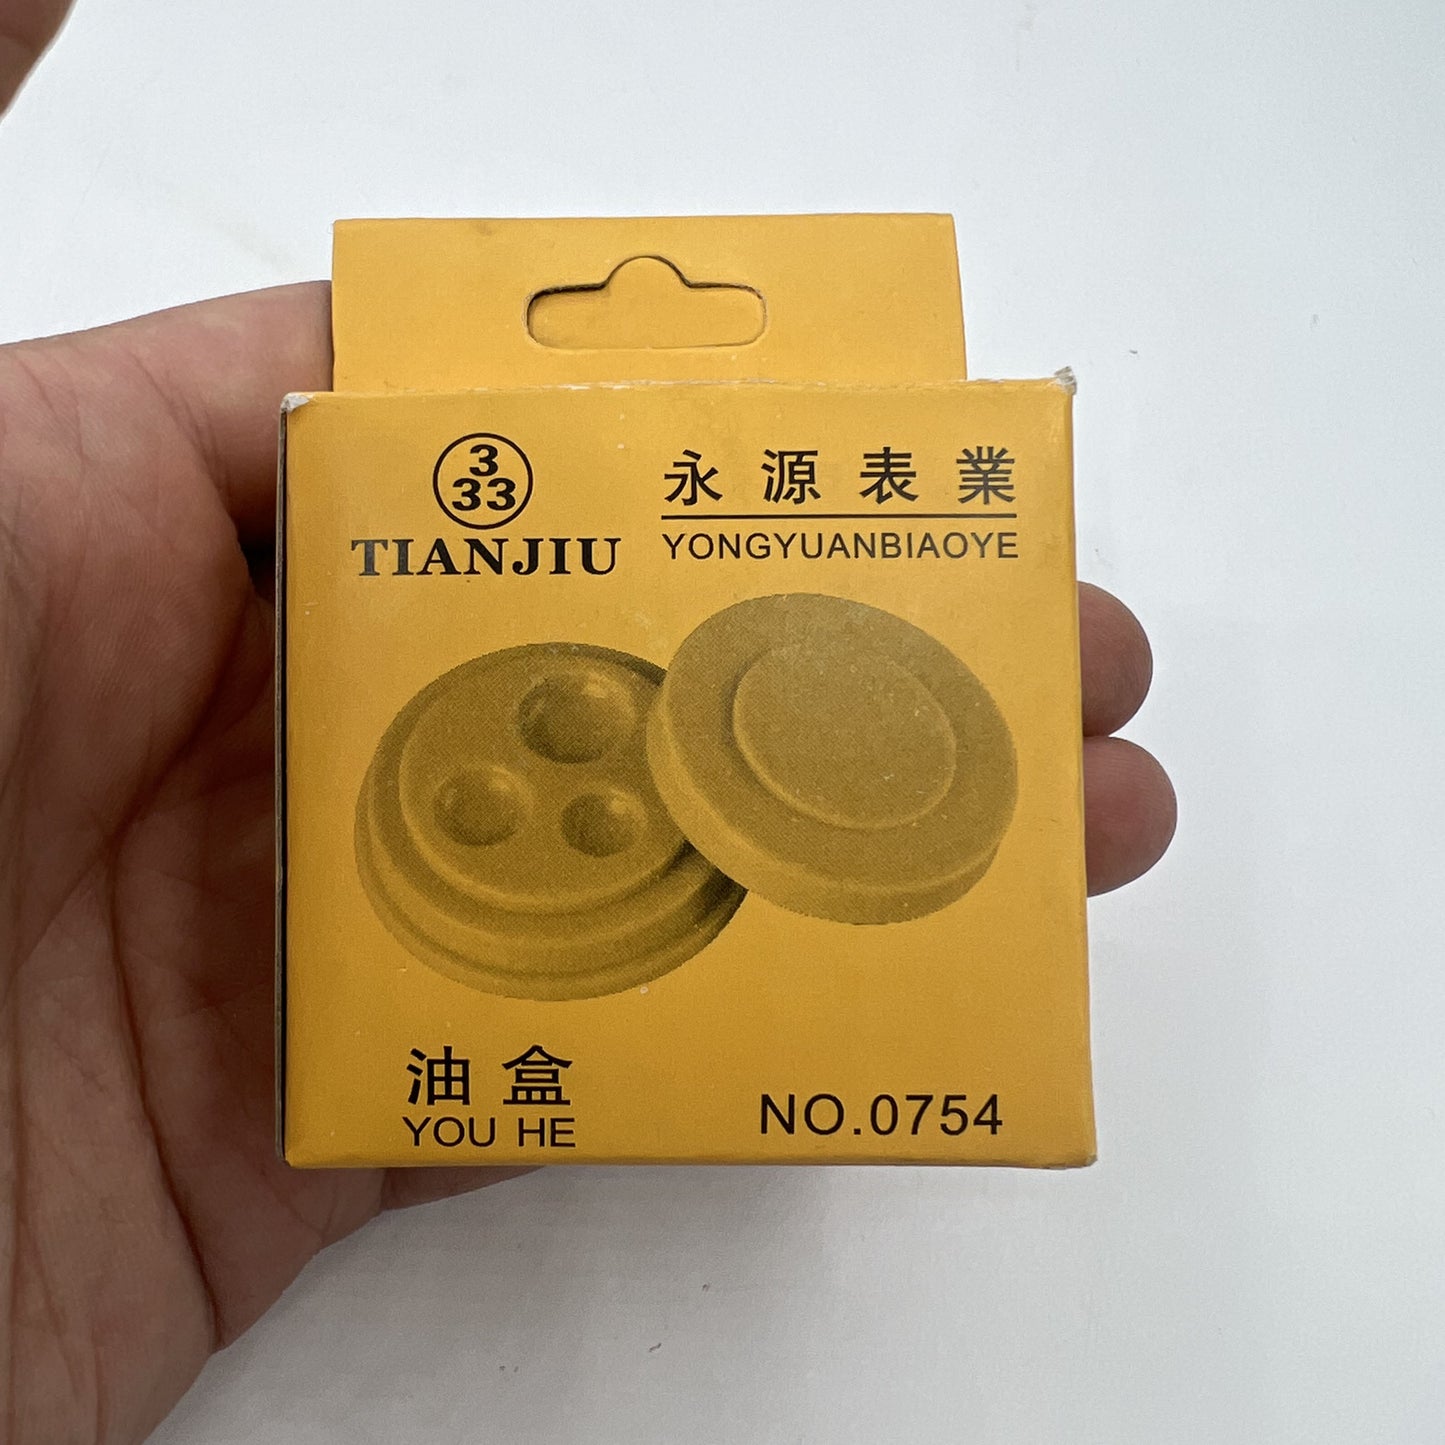 3
33
TIANJIU
永源表業
YONGYUANBIAOYE
油盒
YOU HE
NO.0754